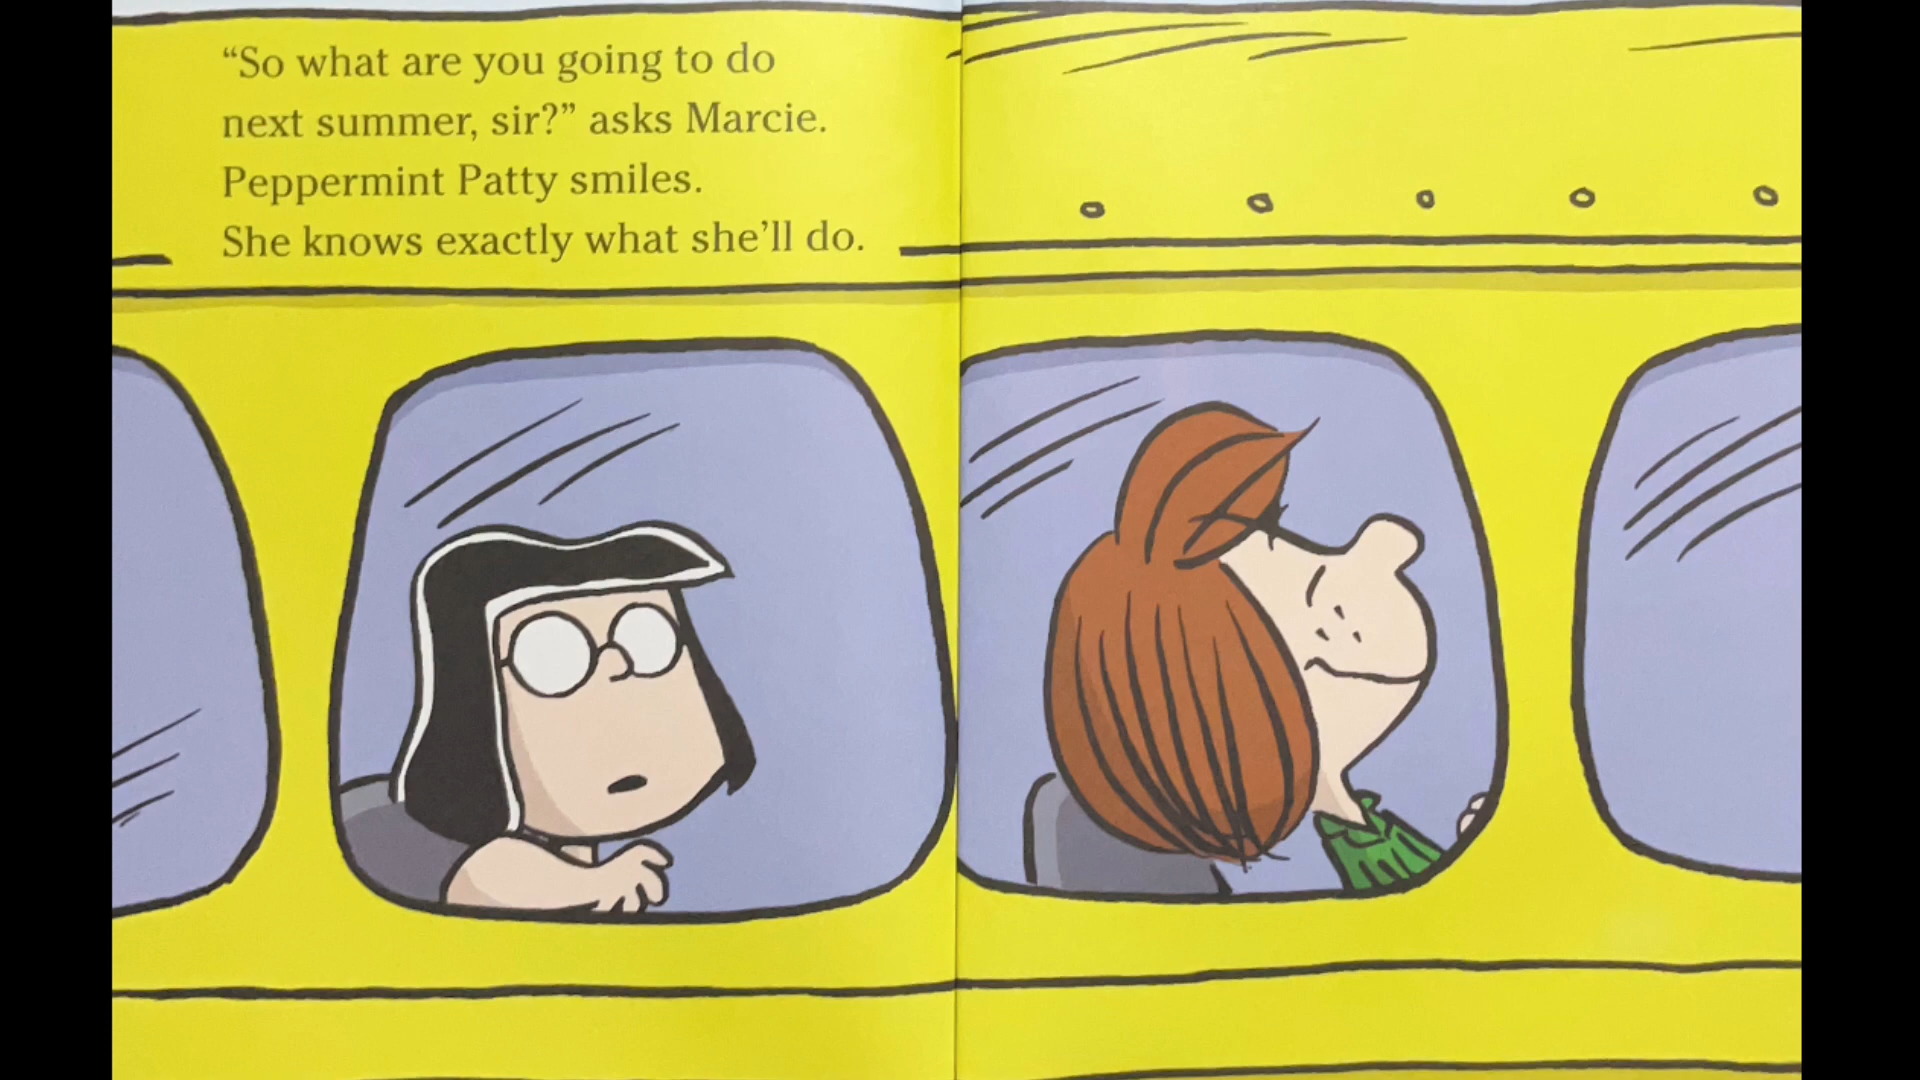 “So what are you going to do
next summer, sir?” asks Marcie.
Peppermint Patty smiles.
She knows exactly what she’ll do.